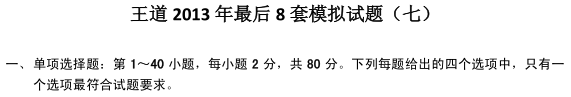 王道 2013 年最后 8 套模拟试题（七）
一、单项选择题：第 1～40 小题，每小题 2 分，共 80 分。下列每题给出的四个选项中，只有一
个选项最符合试题要求。